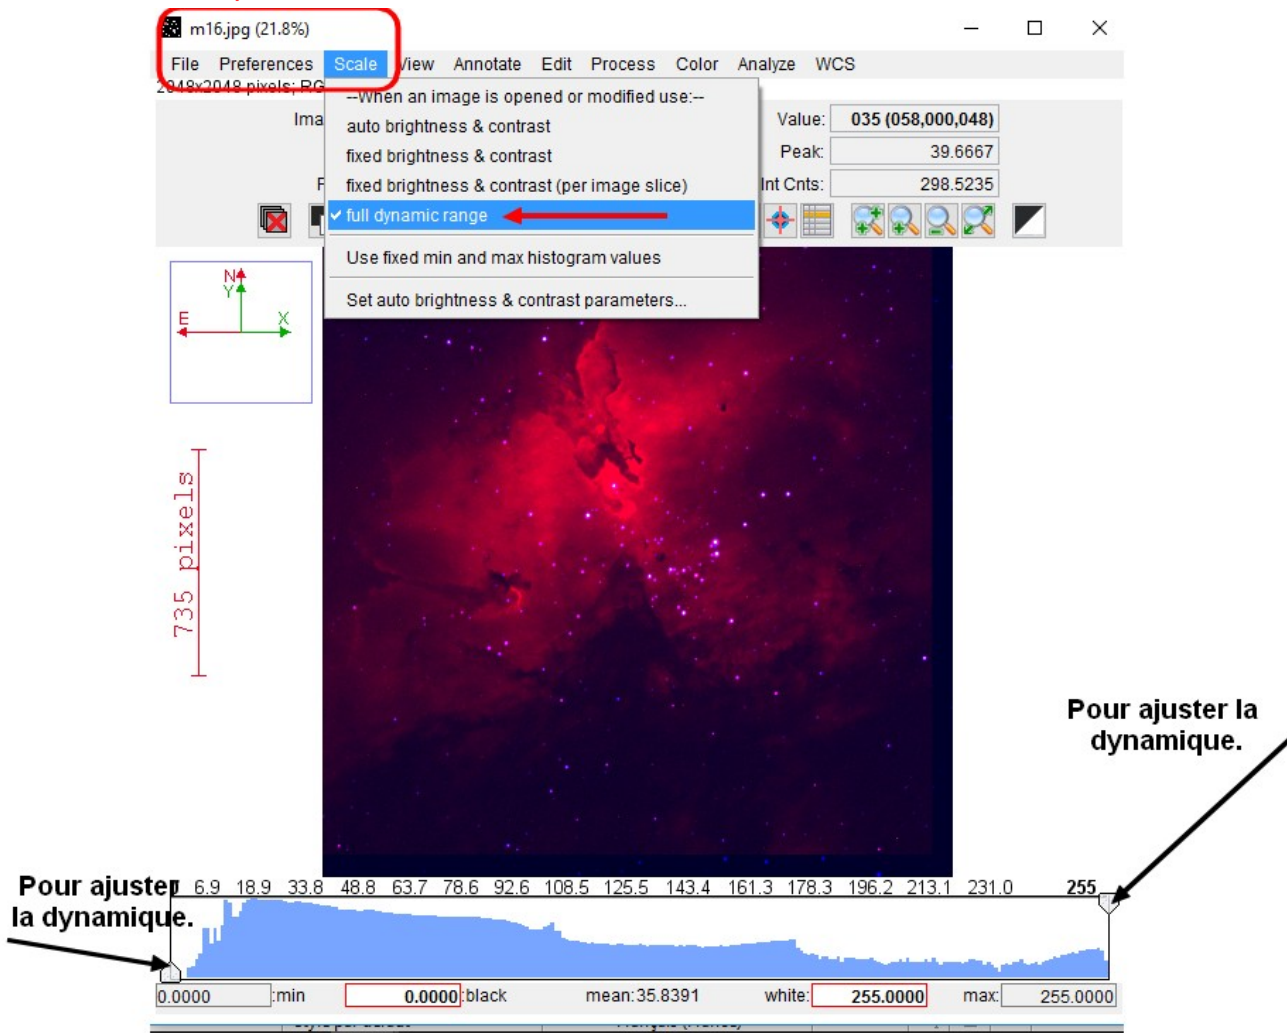 m16.jpg (21.8%)
File Preferences Scale View Annotate Edit Process Color Analyze WCS
2048x2048 pixels; RG
--When an image is opened or modified use:--
Ima
auto brightness & contrast
Value: 035 (058,000,048)
fixed brightness & contrast
Peak: 39.6667
F
fixed brightness & contrast (per image slice)
Int Cnts: 298.5235
full dynamic range
Use fixed min and max histogram values
Set auto brightness & contrast parameters...
N
Y
E X
735 pixels
Pour ajuster la
dynamique.
Pour ajuster
la dynamique.
6.9 18.9 33.8 48.8 63.7 78.6 92.6 108.5 125.5 143.4 161.3 178.3 196.2 213.1 231.0 255
0.0000 :min 0.0000 :black mean:35.8391 white: 255.0000 max: 255.0000